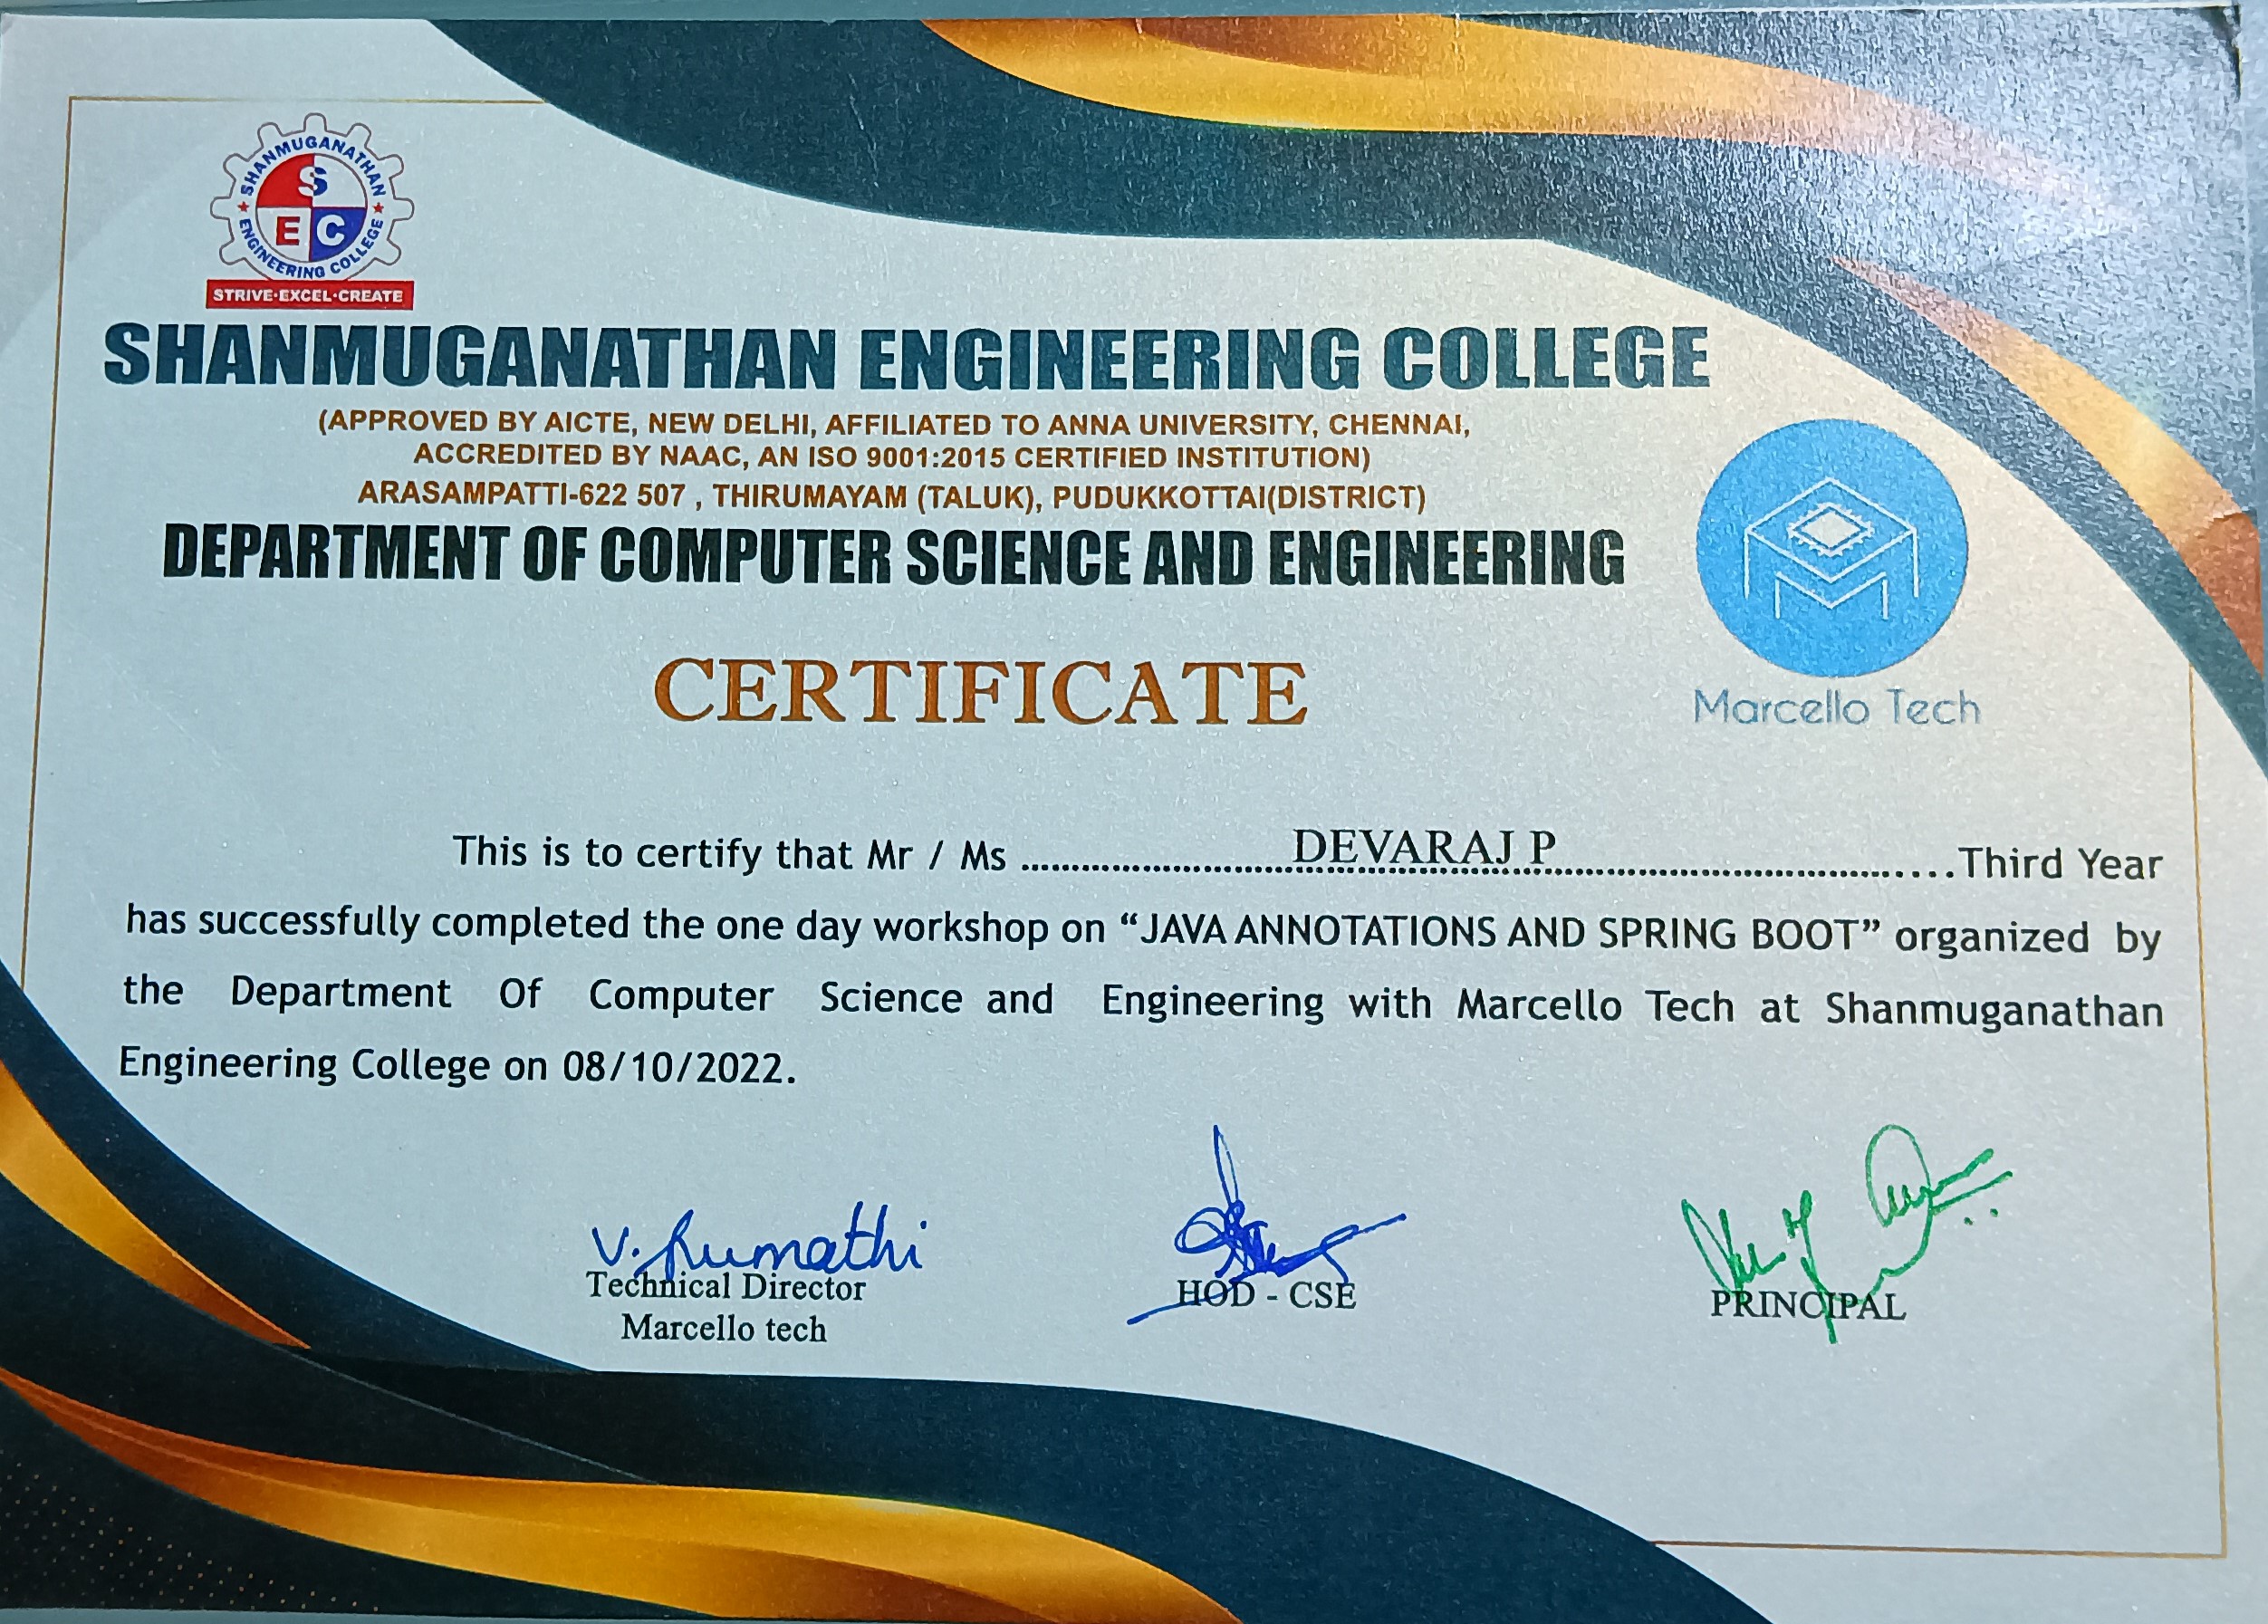 SHANMUGANATHAN
S
E C
ENGINEERING COLLEGE
STRIVE·EXCEL·CREATE
SHANMUGANATHAN ENGINEERING COLLEGE
(APPROVED BY AICTE, NEW DELHI, AFFILIATED TO ANNA UNIVERSITY, CHENNAI,
ACCREDITED BY NAAC, AN ISO 9001:2015 CERTIFIED INSTITUTION)
ARASAMPATTI-622 507 , THIRUMAYAM (TALUK), PUDUKKOTTAI(DISTRICT)
DEPARTMENT OF COMPUTER SCIENCE AND ENGINEERING
CERTIFICATE
Marcello Tech
This is to certify that Mr / Ms ..............................DEVARAJ P..............................Third Year
has successfully completed the one day workshop on “JAVA ANNOTATIONS AND SPRING BOOT” organized by
the Department Of Computer Science and Engineering with Marcello Tech at Shanmuganathan
Engineering College on 08/10/2022.
V. Sumathi
Technical Director
Marcello tech
HOD - CSE
PRINCIPAL